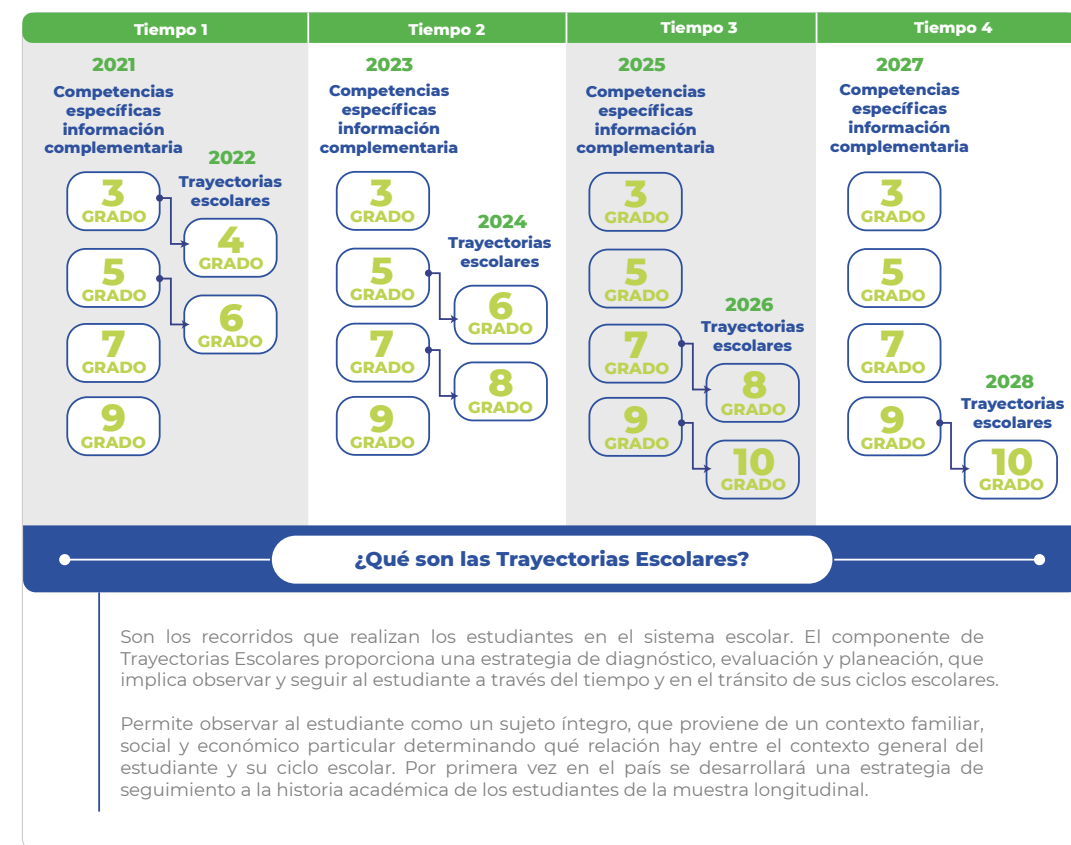 Tiempo 1
Tiempo 2
Tiempo 3
Tiempo 4
2021
Competencias
específicas
información
complementaria
3
GRADO
5
GRADO
7
GRADO
9
GRADO
2022
Trayectorias
escolares
4
GRADO
6
GRADO
2023
Competencias
específicas
información
complementaria
3
GRADO
5
GRADO
7
GRADO
9
GRADO
2024
Trayectorias
escolares
6
GRADO
8
GRADO
2025
Competencias
específicas
información
complementaria
3
GRADO
5
GRADO
7
GRADO
9
GRADO
2026
Trayectorias
escolares
8
GRADO
10
GRADO
2027
Competencias
específicas
información
complementaria
3
GRADO
5
GRADO
7
GRADO
9
GRADO
2028
Trayectorias
escolares
10
GRADO
¿Qué son las Trayectorias Escolares?
Son los recorridos que realizan los estudiantes en el sistema escolar. El componente de
Trayectorias Escolares proporciona una estrategia de diagnóstico, evaluación y planeación, que
implica observar y seguir al estudiante a través del tiempo y en el tránsito de sus ciclos escolares.
Permite observar al estudiante como un sujeto íntegro, que proviene de un contexto familiar,
social y económico particular determinando qué relación hay entre el contexto general del
estudiante y su ciclo escolar. Por primera vez en el país se desarrollará una estrategia de
seguimiento a la historia académica de los estudiantes de la muestra longitudinal.